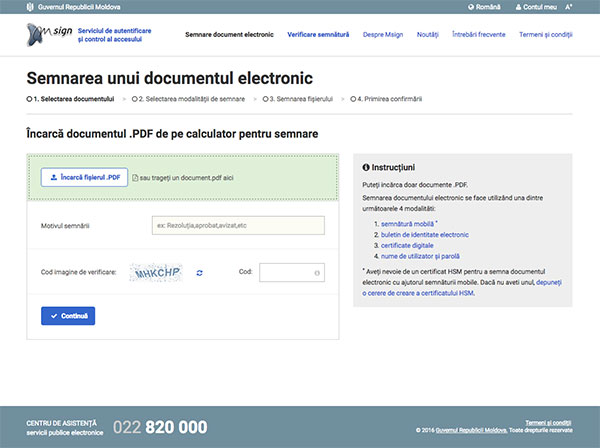 Guvernul Republicii Moldova
Română Contul meu A+
M sign Serviciul de autentificare și control al accesului
Semnare document electronic Verificare semnătură Despre Msign Noutăți Întrebări frecvente Termeni și condiții
Semnarea unui documentul electronic
1. Selectarea documentului > 2. Selectarea modalității de semnare > 3. Semnarea fișierului > 4. Primirea confirmării
Încarcă documentul .PDF de pe calculator pentru semnare
Încarcă fișierul .PDF sau trageți un document.pdf aici
Motivul semnării ex: Rezoluția,aprobat,avizat,etc
Cod imagine de verificare: MHKCHP Cod:
Continuă
Instrucțiuni
Puteți incărca doar documente .PDF.
Semnarea documentului electronic se face utilizând una dintre
următoarele 4 modalități:
1. semnătură mobilă *
2. buletin de identitate electronic
3. certificate digitale
4. nume de utilizator și parolă
* Aveți nevoie de un certificat HSM pentru a semna documentul
electronic cu ajutorul semnăturii mobile. Dacă nu aveti unul, depuneți
o cerere de creare a certificatului HSM.
CENTRU DE ASISTENȚĂ
servicii publice electronice
022 820 000
Termeni și condiții
© 2016 Guvernul Republicii Moldova. Toate drepturile rezervate